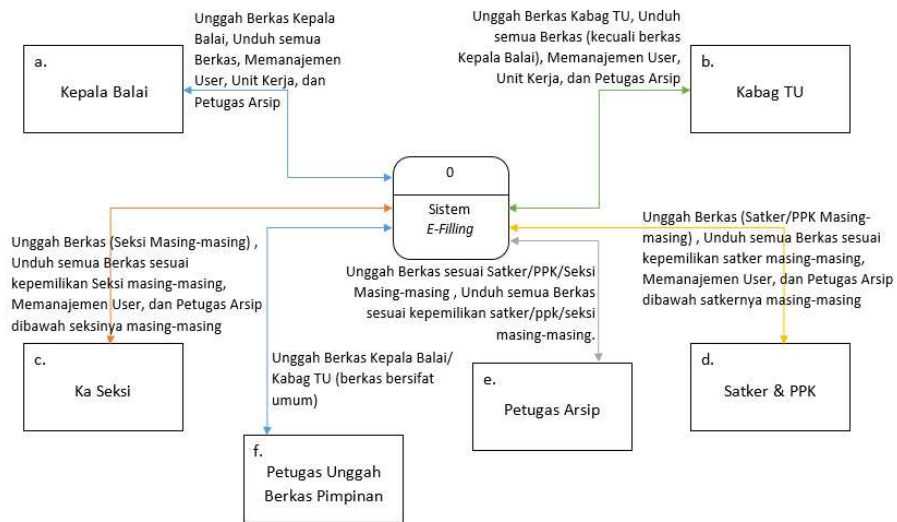 Unggah Berkas Kepala
Balai, Unduh semua
Berkas, Memanajemen
User, Unit Kerja, dan
Petugas Arsip
Unggah Berkas Kabag TU, Unduh
semua Berkas (kecuali berkas
Kepala Balai), Memanajemen User,
Unit Kerja, dan Petugas Arsip
a.
Kepala Balai
b.
Kabag TU
0
Sistem
E-Filling
Unggah Berkas (Seksi Masing-masing) ,
Unduh semua Berkas sesuai
kepemilikan Seksi masing-masing,
Memanajemen User, dan Petugas Arsip
dibawah seksinya masing-masing
Unggah Berkas (Satker/PPK Masing-
masing) , Unduh semua Berkas sesuai
kepemilikan satker masing-masing,
Memanajemen User, dan Petugas Arsip
dibawah satkernya masing-masing
Unggah Berkas sesuai Satker/PPK/Seksi
Masing-masing , Unduh semua Berkas
sesuai kepemilikan satker/ppk/seksi
masing-masing.
c.
Ka Seksi
Unggah Berkas Kepala Balai/
Kabag TU (berkas bersifat
umum)
d.
Satker & PPK
e.
Petugas Arsip
f.
Petugas Unggah
Berkas Pimpinan